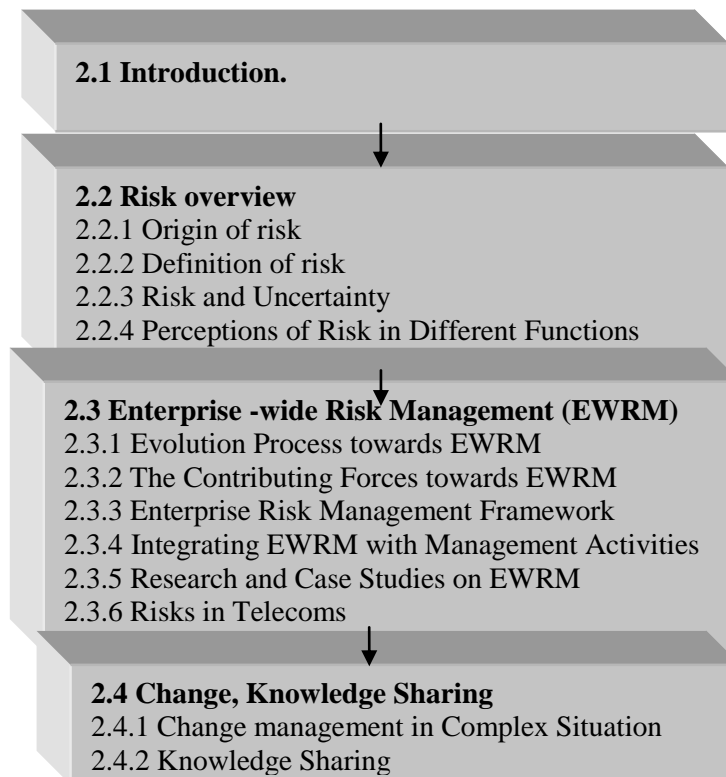 2.1 Introduction.
2.2 Risk overview
2.2.1 Origin of risk
2.2.2 Definition of risk
2.2.3 Risk and Uncertainty
2.2.4 Perceptions of Risk in Different Functions
2.3 Enterprise -wide Risk Management (EWRM)
2.3.1 Evolution Process towards EWRM
2.3.2 The Contributing Forces towards EWRM
2.3.3 Enterprise Risk Management Framework
2.3.4 Integrating EWRM with Management Activities
2.3.5 Research and Case Studies on EWRM
2.3.6 Risks in Telecoms
2.4 Change, Knowledge Sharing
2.4.1 Change management in Complex Situation
2.4.2 Knowledge Sharing